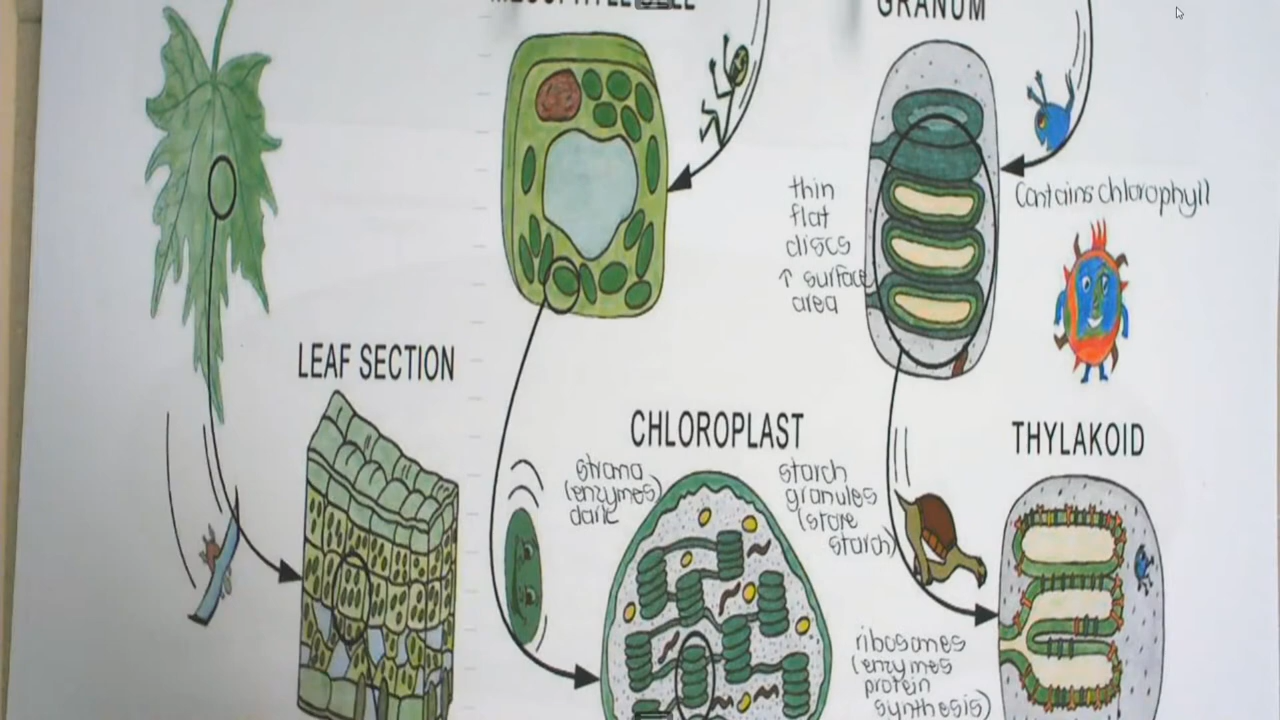 GRANUM
thin
flat
discs
↑ surface
area
Contains chlorophyll
LEAF SECTION
CHLOROPLAST
stroma
(enzymes)
dark
starch
granules
(store
starch)
THYLAKOID
ribosomes
(enzymes
protein
synthesis)